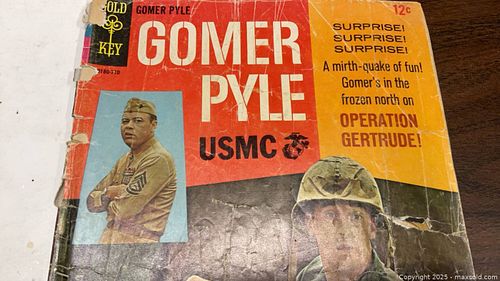 GOLD
KEY
GOMER PYLE
12¢
GOMER
PYLE
USMC
SURPRISE!
SURPRISE!
SURPRISE!
A mirth-quake of fun!
Gomer's in the
frozen north on
OPERATION
GERTRUDE!
© Copyright 2025 - maxsold.com